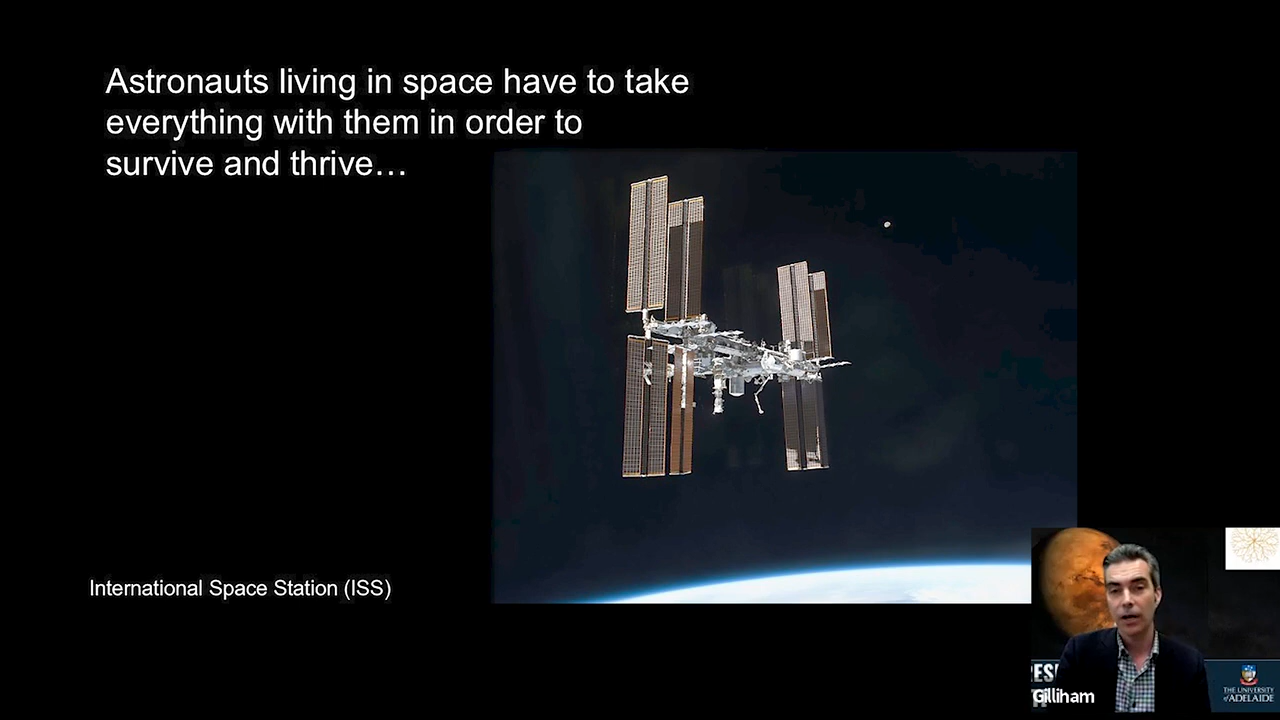 Astronauts living in space have to take
everything with them in order to
survive and thrive…
International Space Station (ISS)
RES
Gilliham
THE UNIVERSITY
of ADELAIDE